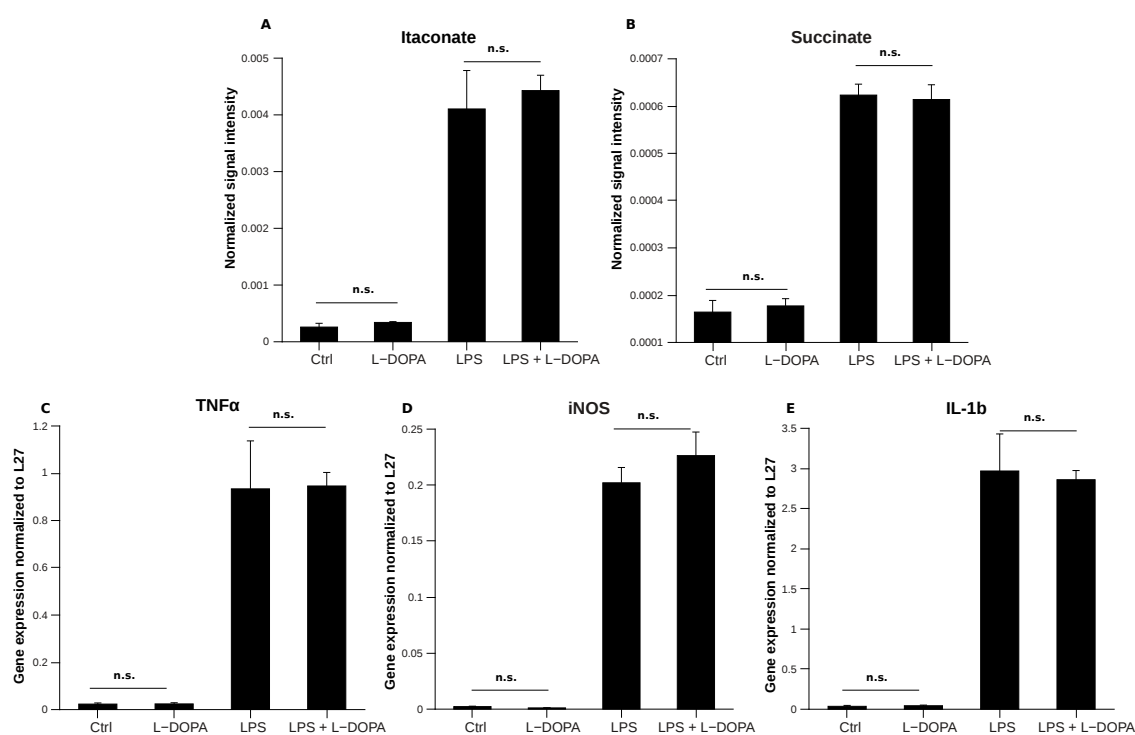 A
Itaconate
n.s.
Normalized signal intensity
0.005
0.004
0.003
0.002
0.001
0
n.s.
Ctrl
L−DOPA
LPS
LPS + L−DOPA
B
Succinate
n.s.
Normalized signal intensity
0.0007
0.0006
0.0005
0.0004
0.0003
0.0002
0.0001
n.s.
Ctrl
L−DOPA
LPS
LPS + L−DOPA
C
TNFα
n.s.
Gene expression normalized to L27
1.2
1
0.8
0.6
0.4
0.2
0
n.s.
Ctrl
L−DOPA
LPS
LPS + L−DOPA
D
iNOS
n.s.
Gene expression normalized to L27
0.25
0.2
0.15
0.1
0.05
0
n.s.
Ctrl
L−DOPA
LPS
LPS + L−DOPA
E
IL-1b
n.s.
Gene expression normalized to L27
3.5
3
2.5
2
1.5
1
0.5
0
n.s.
Ctrl
L−DOPA
LPS
LPS + L−DOPA